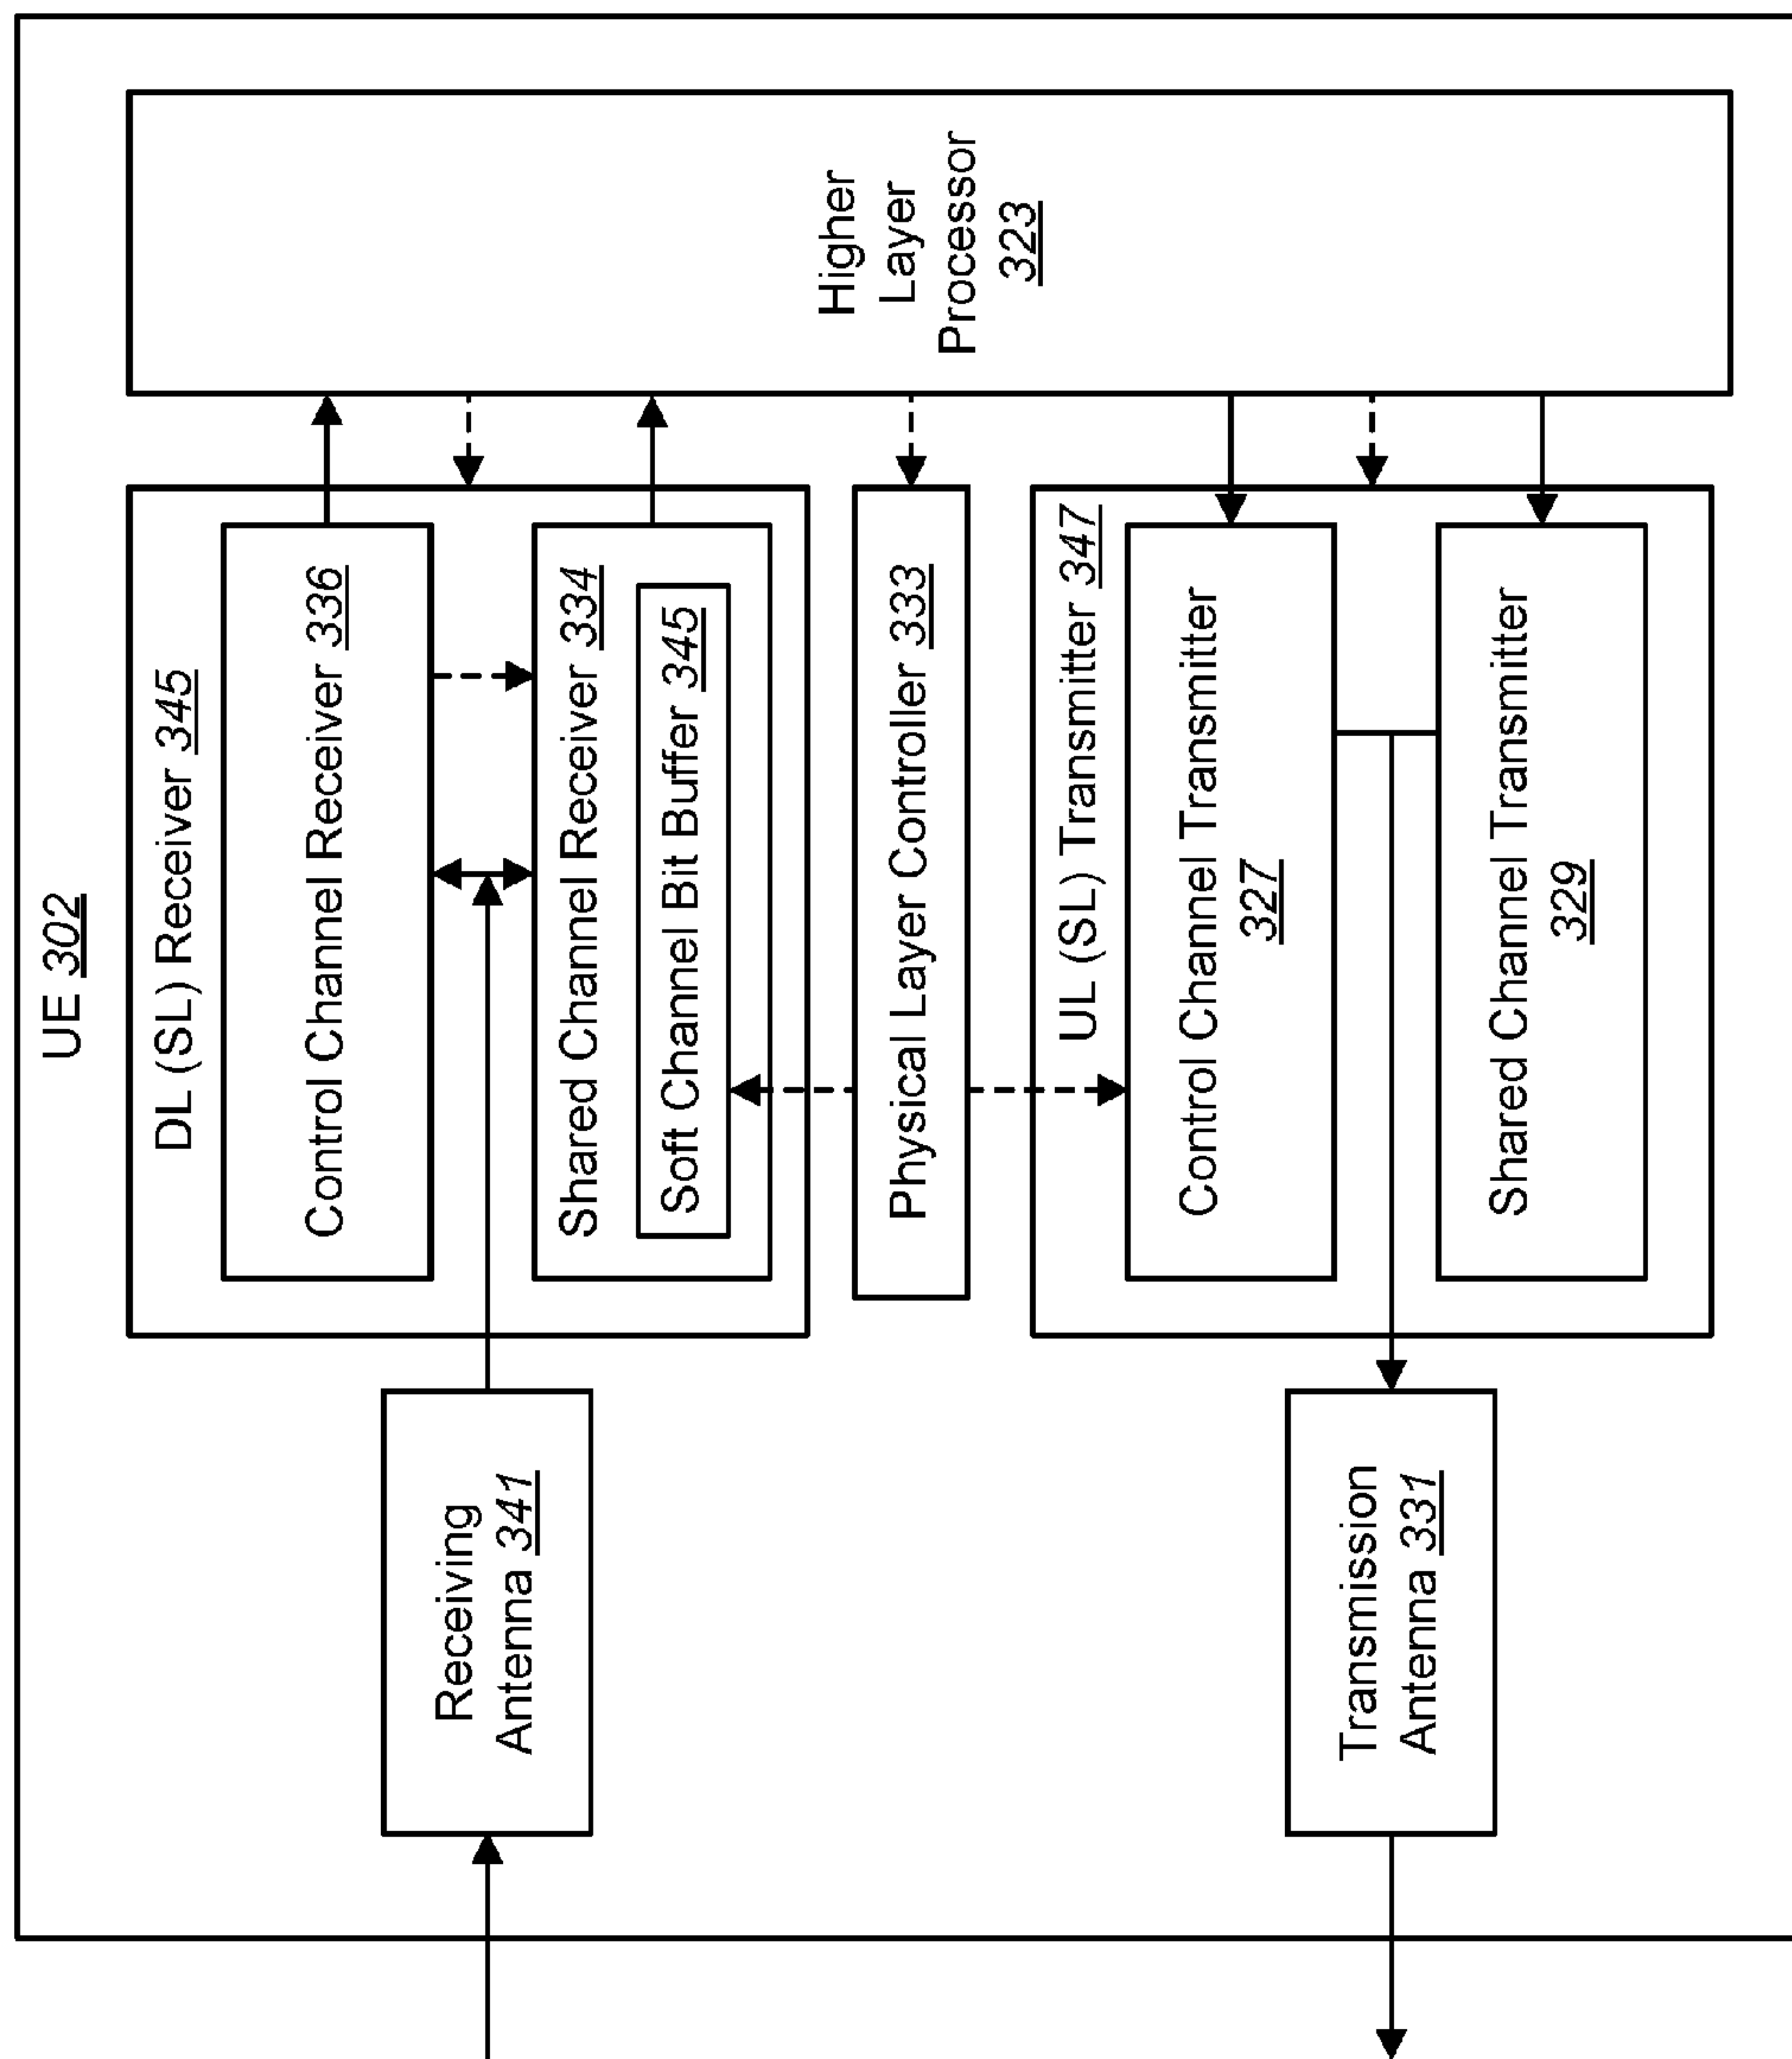 UE 302
DL (SL) Receiver 345
Control Channel Receiver 336
Shared Channel Receiver 334
Soft Channel Bit Buffer 345
Physical Layer Controller 333
UL (SL) Transmitter 347
Control Channel Transmitter
327
Shared Channel Transmitter
329
Higher
Layer
Processor
323
Receiving
Antenna 341
Transmission
Antenna 331